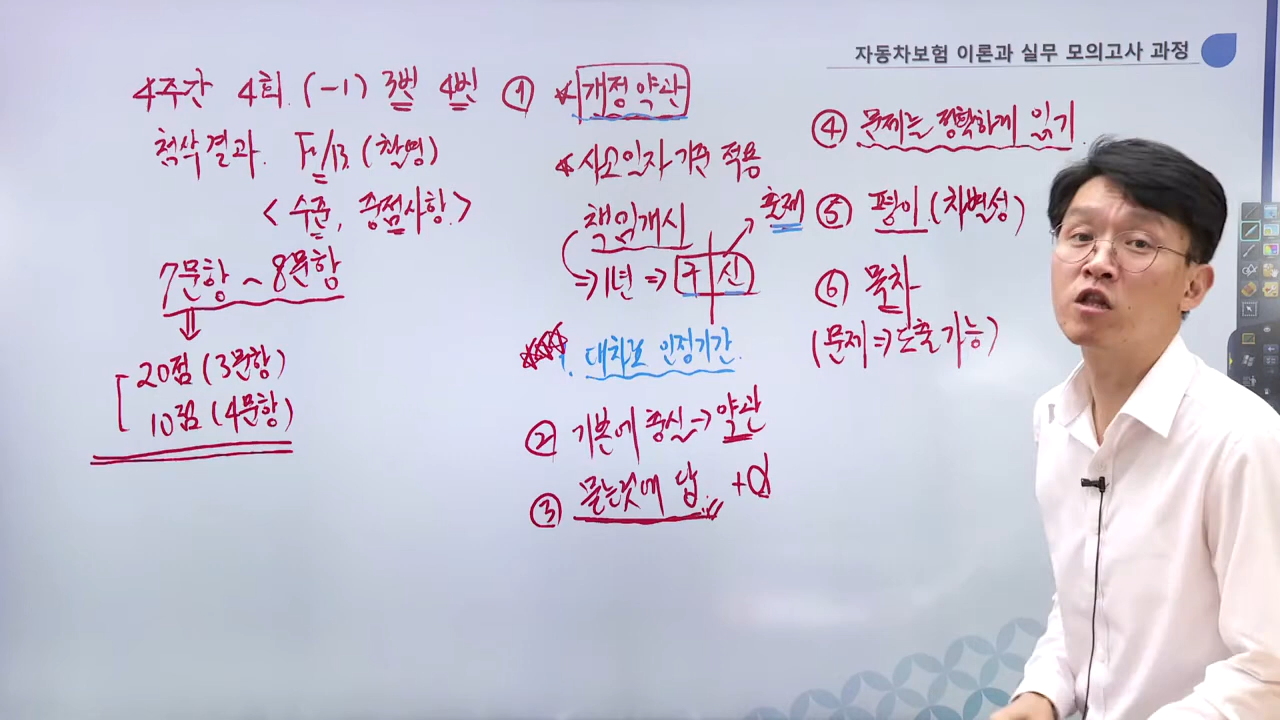 자동차보험 이론과 실무 모의고사 과정
4주간 4회. (-1) 3번 4번
첨삭결과. F/B (촬영)
< 수준, 중점사항.>
7문항 ~ 8문항
⇓
20점 (3문항)
10점 (4문항)
① * 개정약관
* 사고일자 기준 적용
책임개시
→ 1년 ⇒ 구 신 → 출제
대차료 인정기간.
② 기본에 충실 → 약관
③ 묻는것에 답. +α
④ 문제는 정확하게 읽기.
⑤ 평이. (차별성)
⑥ 목차
(문제 ⇒ 도출가능)